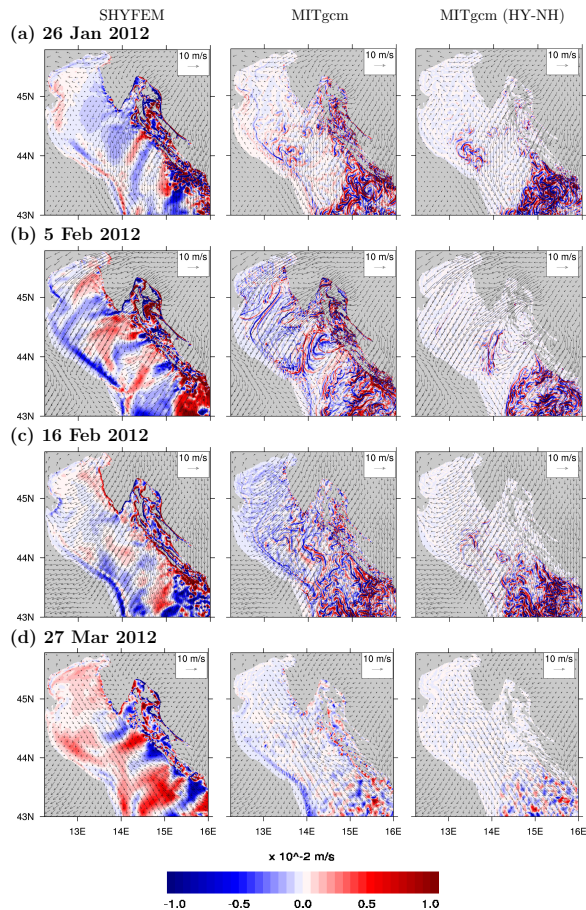 SHYFEM MITgcm MITgcm (HY-NH)
(a) 26 Jan 2012
10 m/s 10 m/s 10 m/s
45N
44N
43N
(b) 5 Feb 2012
10 m/s 10 m/s 10 m/s
45N
44N
43N
(c) 16 Feb 2012
10 m/s 10 m/s 10 m/s
45N
44N
43N
(d) 27 Mar 2012
10 m/s 10 m/s 10 m/s
45N
44N
43N
13E 14E 15E 16E 13E 14E 15E 16E 13E 14E 15E 16E
x 10^-2 m/s
-1.0 -0.5 0.0 0.5 1.0